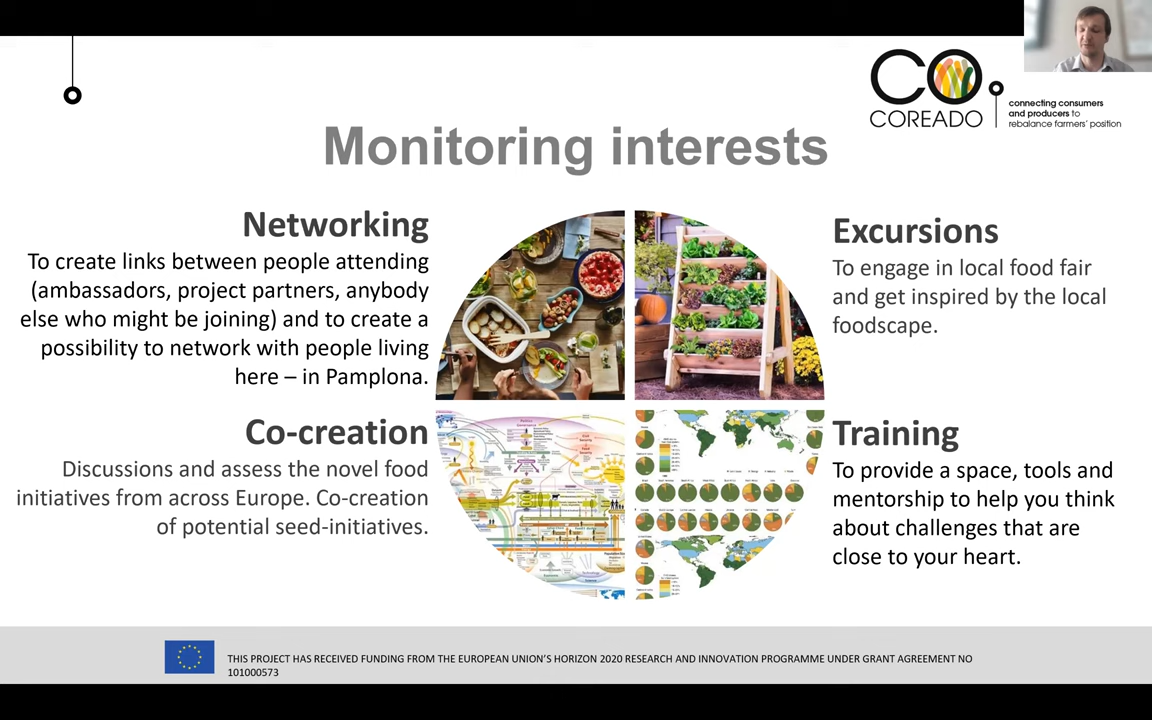 CO.
COREADO
connecting consumers
and producers to
rebalance farmers' position
Monitoring interests
Networking
To create links between people attending
(ambassadors, project partners, anybody
else who might be joining) and to create a
possibility to network with people living
here – in Pamplona.
Excursions
To engage in local food fair
and get inspired by the local
foodscape.
Co-creation
Discussions and assess the novel food
initiatives from across Europe. Co-creation
of potential seed-initiatives.
Training
To provide a space, tools and
mentorship to help you think
about challenges that are
close to your heart.
THIS PROJECT HAS RECEIVED FUNDING FROM THE EUROPEAN UNION'S HORIZON 2020 RESEARCH AND INNOVATION PROGRAMME UNDER GRANT AGREEMENT NO
101000573